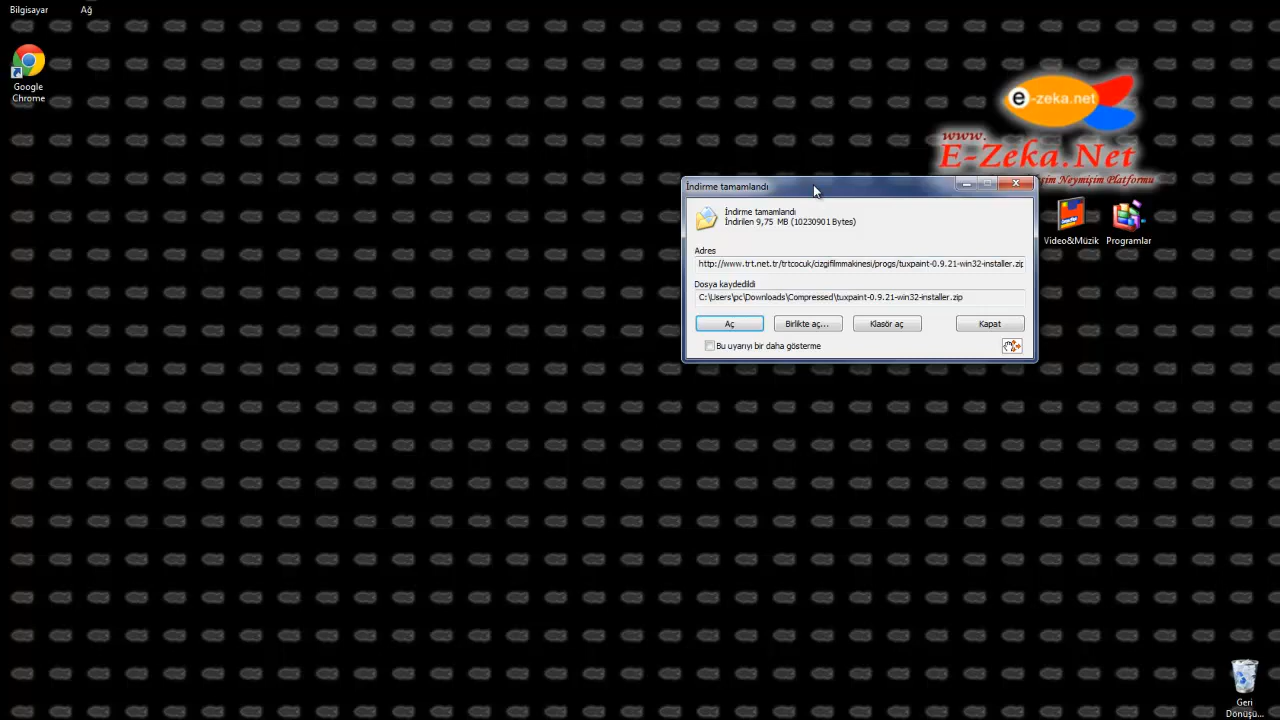 Bilgisayar
Ağ
Google
Chrome
e-zeka.net
www.
E-Zeka.Net
şim Neymişim Platformu
Video&Müzik
Programlar
İndirme tamamlandı
İndirme tamamlandı
İndirilen 9,75 MB (10230901 Bytes)
Adres
http://www.trt.net.tr/trtcocuk/cizgifilmmakinesi/progs/tuxpaint-0.9.21-win32-installer.zip
Dosya kaydedildi
C:\Users\pc\Downloads\Compressed\tuxpaint-0.9.21-win32-installer.zip
Aç
Birlikte aç...
Klasör aç
Kapat
Bu uyarıyı bir daha gösterme
Geri
Dönüşü...